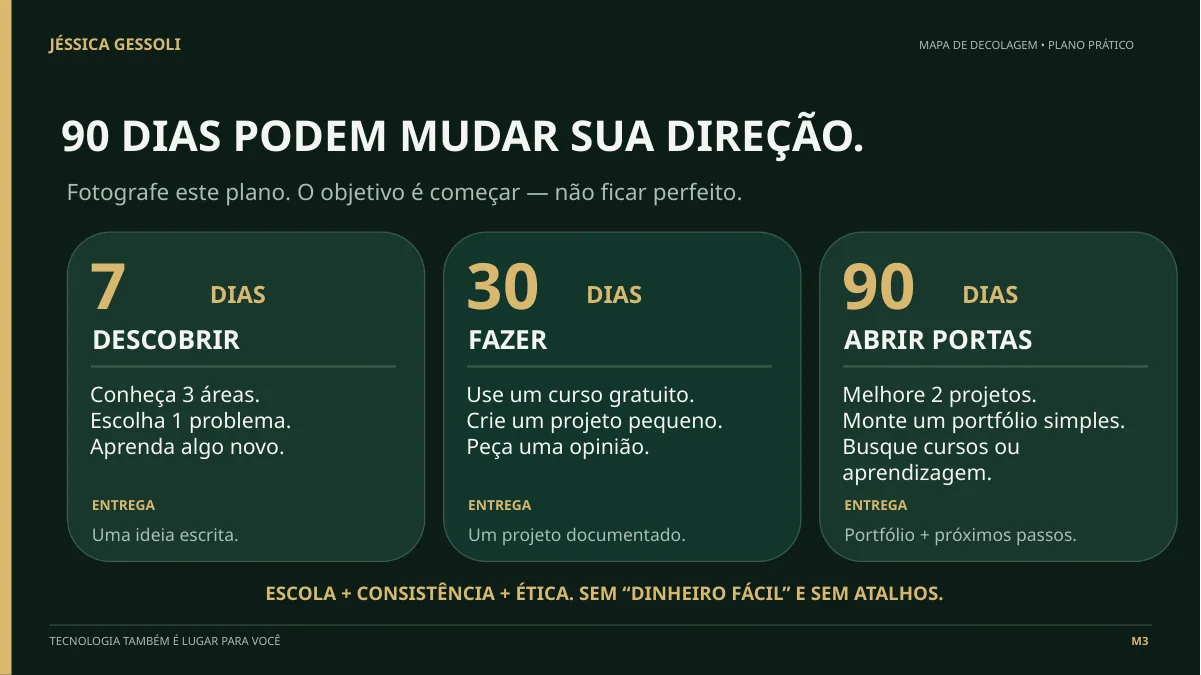 JÉSSICA GESSOLI
MAPA DE DECOLAGEM • PLANO PRÁTICO
90 DIAS PODEM MUDAR SUA DIREÇÃO.
Fotografe este plano. O objetivo é começar — não ficar perfeito.
7 DIAS
DESCOBRIR
Conheça 3 áreas.
Escolha 1 problema.
Aprenda algo novo.
ENTREGA
Uma ideia escrita.
30 DIAS
FAZER
Use um curso gratuito.
Crie um projeto pequeno.
Peça uma opinião.
ENTREGA
Um projeto documentado.
90 DIAS
ABRIR PORTAS
Melhore 2 projetos.
Monte um portfólio simples.
Busque cursos ou
aprendizagem.
ENTREGA
Portfólio + próximos passos.
ESCOLA + CONSISTÊNCIA + ÉTICA. SEM “DINHEIRO FÁCIL” E SEM ATALHOS.
TECNOLOGIA TAMBÉM É LUGAR PARA VOCÊ
M3